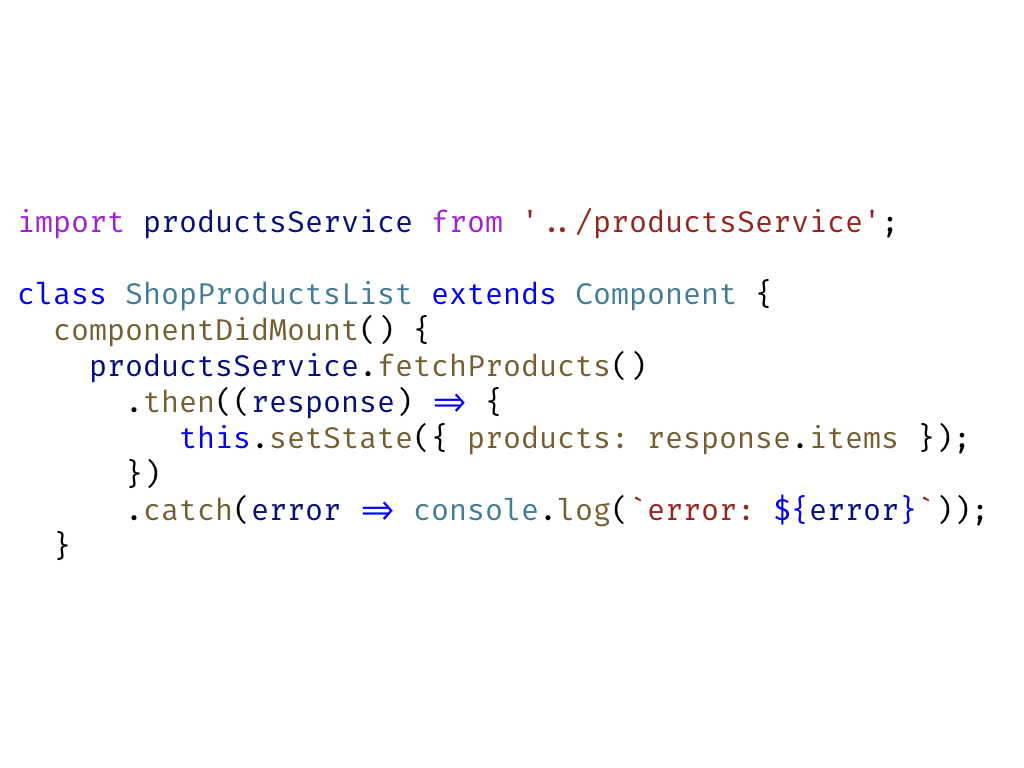 import productsService from '../productsService';

class ShopProductsList extends Component {
  componentDidMount() {
    productsService.fetchProducts()
      .then((response) => {
         this.setState({ products: response.items });
      })
      .catch(error => console.log(`error: ${error}`));
  }